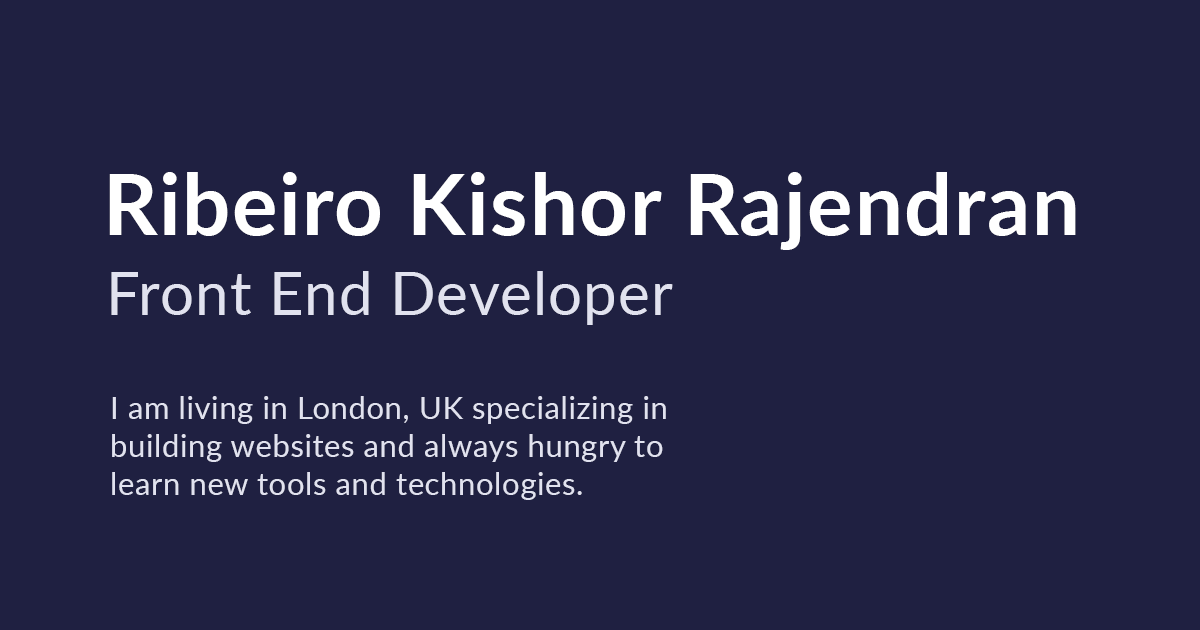 Ribeiro Kishor Rajendran
Front End Developer
I am living in London, UK specializing in
building websites and always hungry to
learn new tools and technologies.